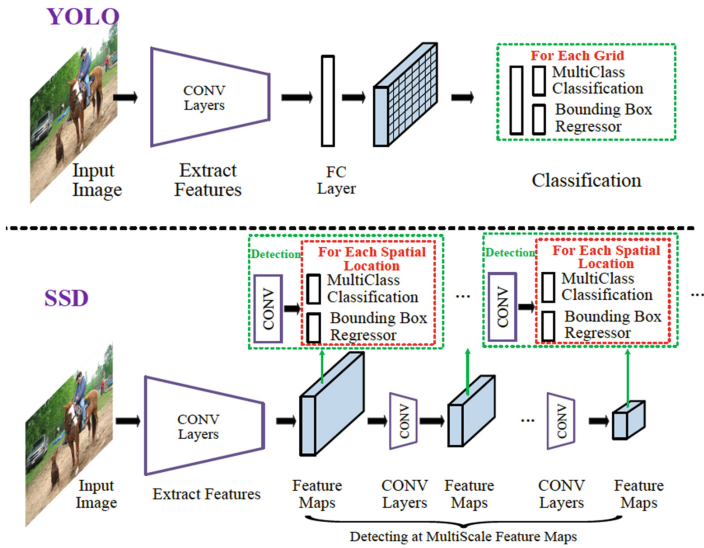 YOLO
CONV
Layers
Input
Image
Extract
Features
FC
Layer
For Each Grid
MultiClass
Classification
Bounding Box
Regressor
Classification
SSD
Detection
For Each Spatial
Location
CONV
MultiClass
Classification
Bounding Box
Regressor
...
Detection
For Each Spatial
Location
CONV
MultiClass
Classification
Bounding Box
Regressor
...
CONV
Layers
CONV
...
CONV
Input
Image
Extract Features
Feature
Maps
CONV
Layers
Feature
Maps
CONV
Layers
Feature
Maps
Detecting at MultiScale Feature Maps